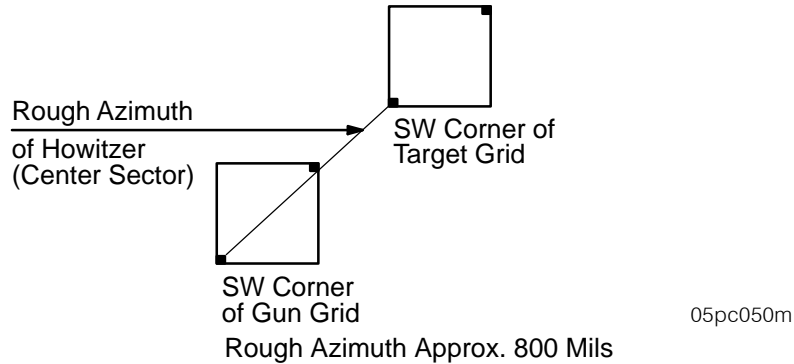 Rough Azimuth
of Howitzer
(Center Sector)
SW Corner of
Target Grid
SW Corner
of Gun Grid
05pc050m
Rough Azimuth Approx. 800 Mils